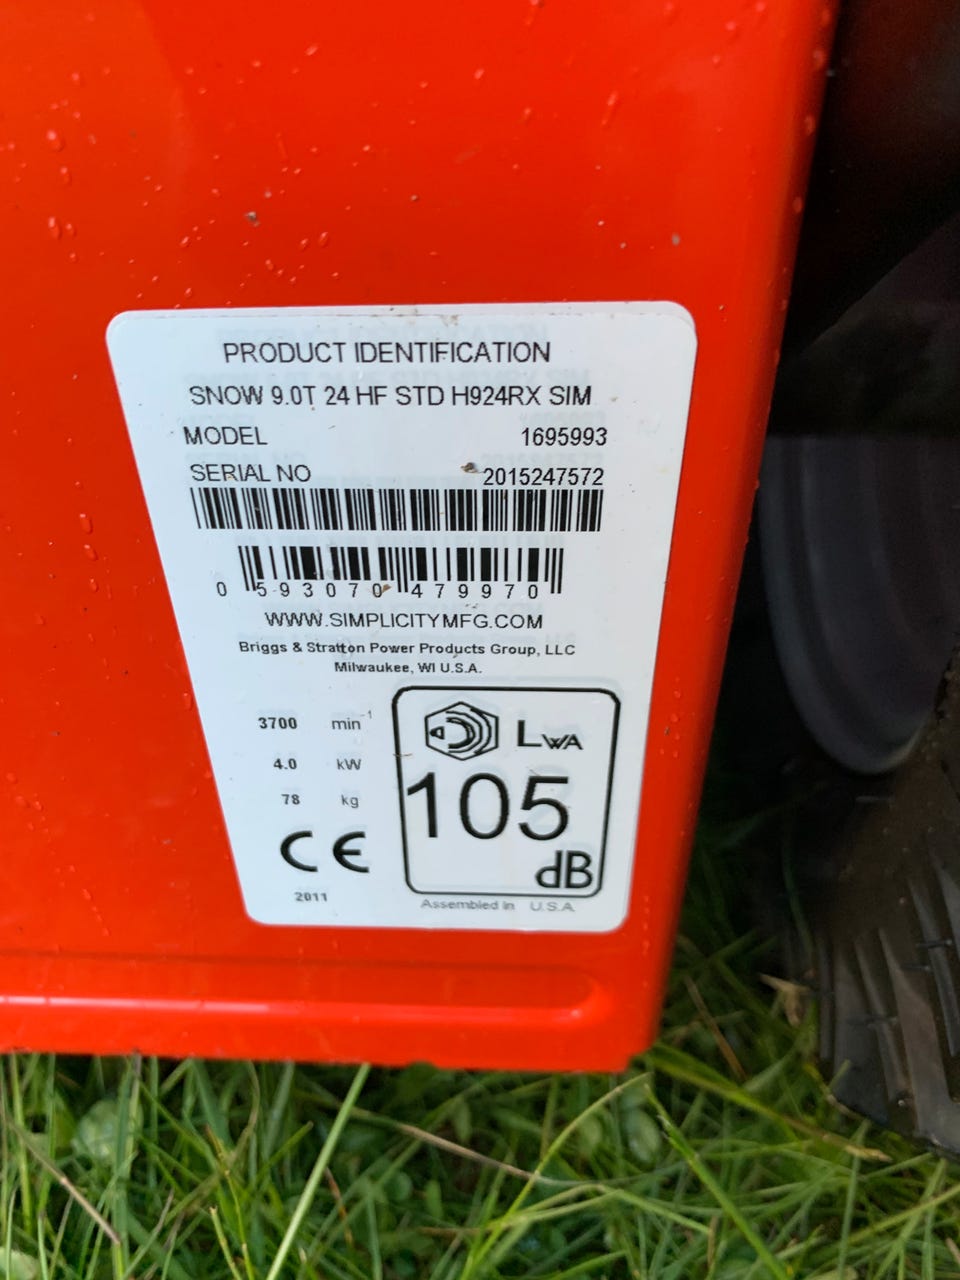 PRODUCT IDENTIFICATION
SNOW 9.0T 24 HF STD H924RX SIM
MODEL 1695993
SERIAL NO 2015247572
0 593070 479970
WWW.SIMPLICITYMFG.COM
Briggs & Stratton Power Products Group, LLC
Milwaukee, WI U.S.A.
3700 min-1
4.0 kW
78 kg
CE
2011
LWA
105
dB
Assembled in U.S.A.